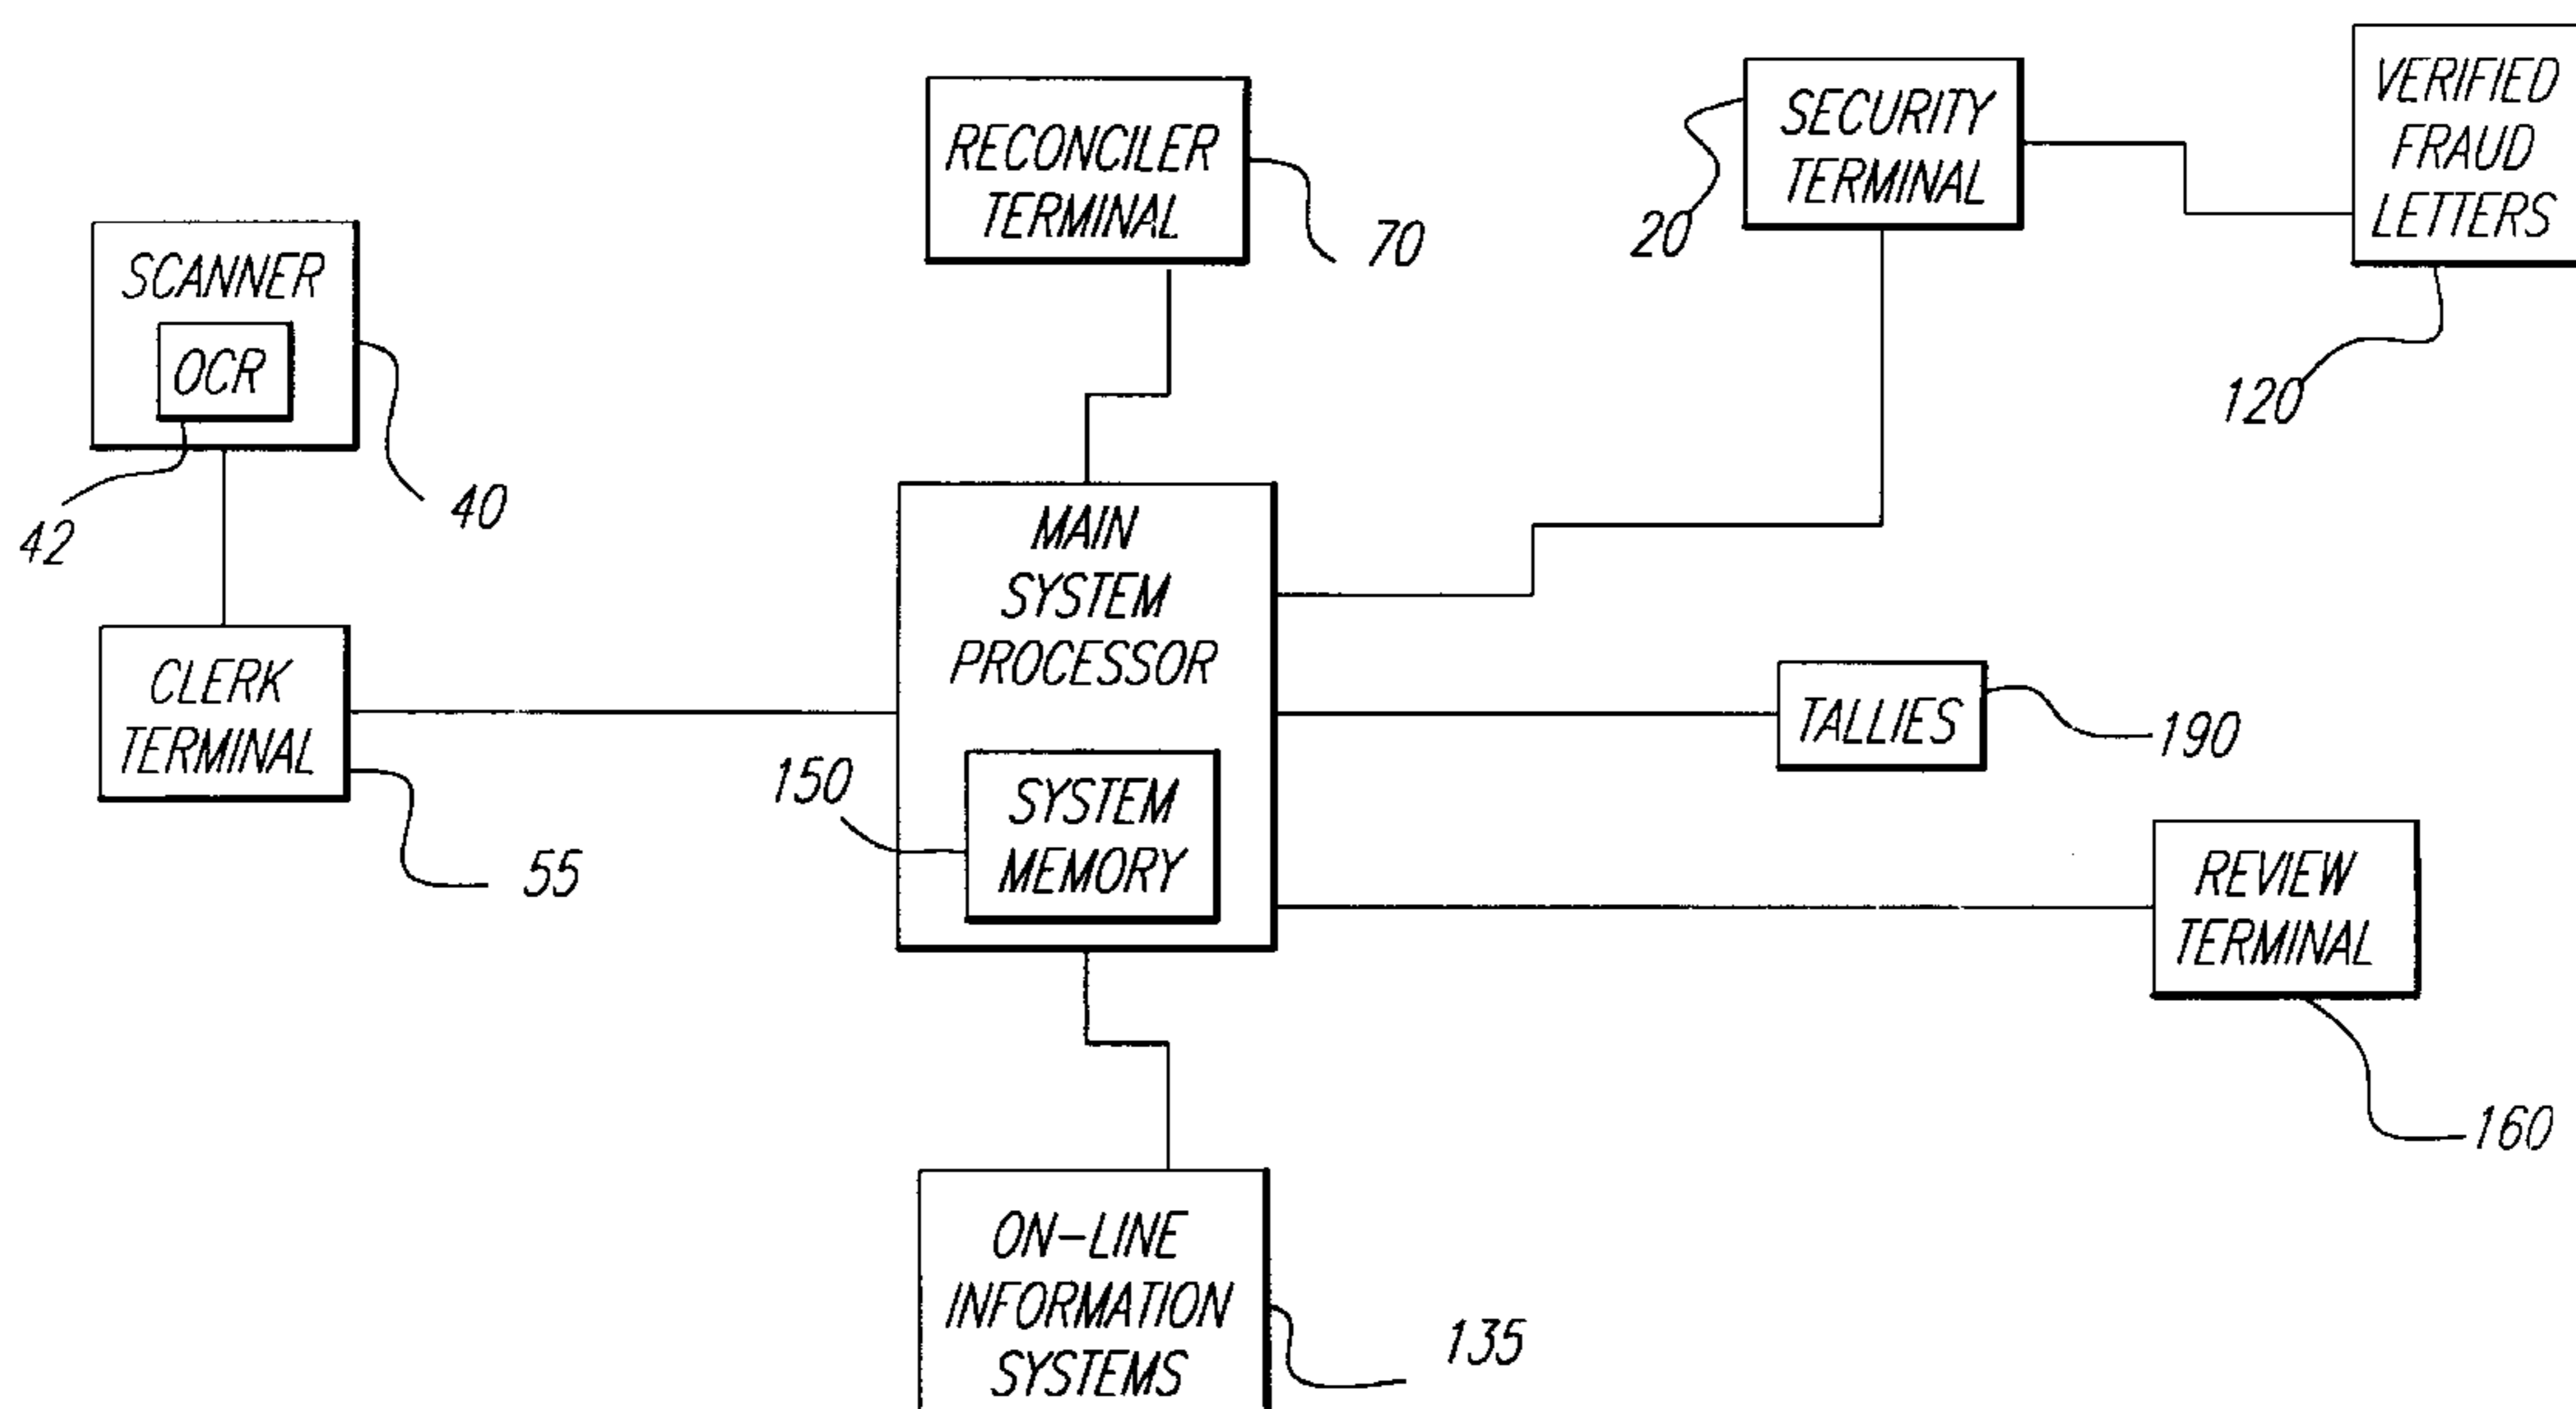 VERIFIED
FRAUD
LETTERS
120
SECURITY
TERMINAL
20
RECONCILER
TERMINAL
70
SCANNER
OCR
42
40
MAIN
SYSTEM
PROCESSOR
SYSTEM
MEMORY
150
CLERK
TERMINAL
55
TALLIES
190
REVIEW
TERMINAL
160
ON-LINE
INFORMATION
SYSTEMS
135